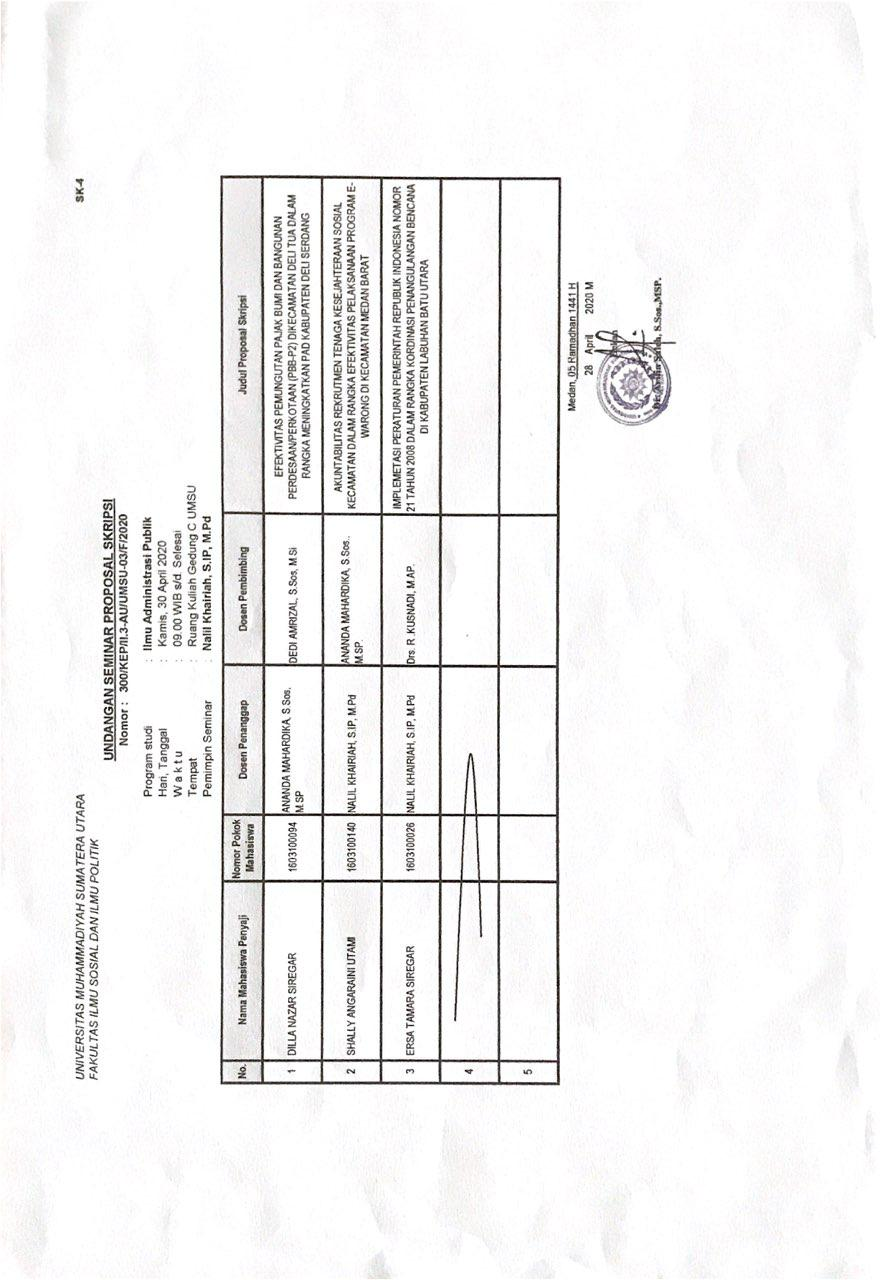 UNIVERSITAS MUHAMMADIYAH SUMATERA UTARA
FAKULTAS ILMU SOSIAL DAN ILMU POLITIK
SK-4
UNDANGAN SEMINAR PROPOSAL SKRIPSI
Nomor : 300/KEP/II.3-AU/UMSU-03/F/2020
Program studi : Ilmu Administrasi Publik
Hari, Tanggal : Kamis, 30 April 2020
W a k t u : 09.00 WIB s/d. Selesai
Tempat : Ruang Kuliah Gedung C UMSU
Pemimpin Seminar : Nalil Khairiah, S.IP, M.Pd
No. Nama Mahasiswa Penyaji Nomor Pokok Mahasiswa Dosen Penanggap Dosen Pembimbing Judul Proposal Skripsi
1 DILLA NAZAR SIREGAR 1603100094 ANANDA MAHARDIKA, S.Sos, M.SP DEDI AMRIZAL, S.Sos, M.Si EFEKTIVITAS PEMUNGUTAN PAJAK BUMI DAN BANGUNAN
PERDESAAN/PERKOTAAN (PBB-P2) DIKECAMATAN DELI TUA DALAM
RANGKA MENINGKATKAN PAD KABUPATEN DELI SERDANG
2 SHALLY ANGARAINI UTAMI 1603100140 NALIL KHAIRIAH, S.IP, M.Pd ANANDA MAHARDIKA, S.Sos., M.SP. AKUNTABILITAS REKRUTMEN TENAGA KESEJAHTERAAN SOSIAL
KECAMATAN DALAM RANGKA EFEKTIVITAS PELAKSANAAN PROGRAM E-
WARONG DI KECAMATAN MEDAN BARAT
3 ERSA TAMARA SIREGAR 1603100026 NALIL KHAIRIAH, S.IP, M.Pd Drs. R .KUSNADI, M.AP. IMPLEMETASI PERATURAN PEMERINTAH REPUBLIK INDONESIA NOMOR
21 TAHUN 2008 DALAM RANGKA KORDINASI PENANGULANGAN BENCANA
DI KABUPATEN LABUHAN BATU UTARA
4
5
Medan, 05 Ramadhan 1441 H
28 April 2020 M
S.Sos.,MSP.